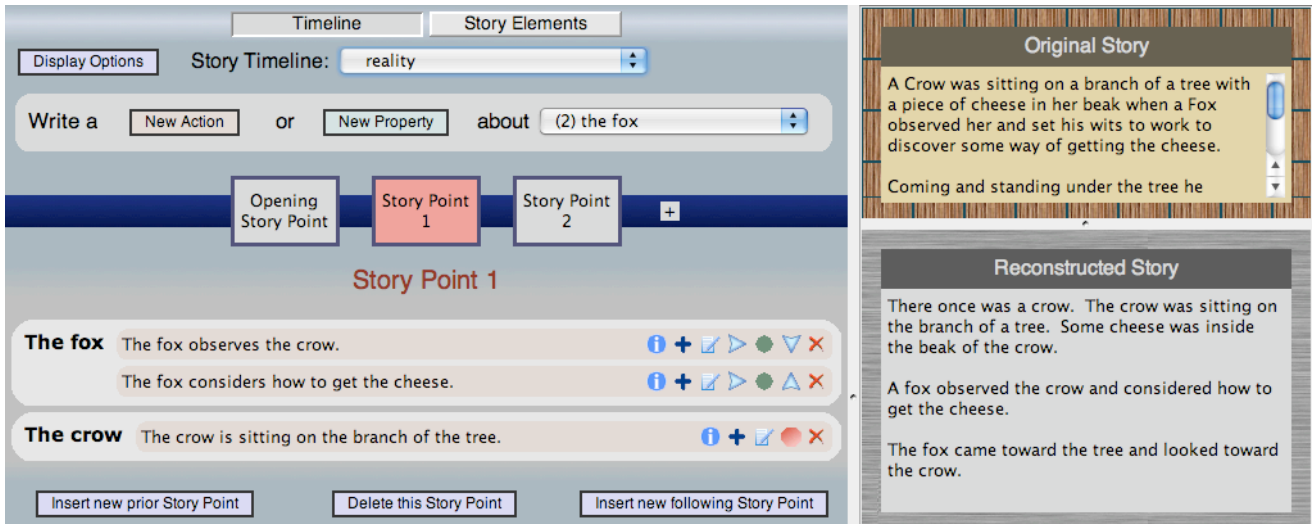 Timeline
Story Elements
Display Options
Story Timeline:
reality
Write a
New Action
or
New Property
about
(2) the fox
Opening
Story Point
Story Point
1
Story Point
2
+
Story Point 1
The fox
The fox observes the crow.
The fox considers how to get the cheese.
The crow
The crow is sitting on the branch of the tree.
Insert new prior Story Point
Delete this Story Point
Insert new following Story Point
Original Story
A Crow was sitting on a branch of a tree with
a piece of cheese in her beak when a Fox
observed her and set his wits to work to
discover some way of getting the cheese.
Coming and standing under the tree he
Reconstructed Story
There once was a crow.  The crow was sitting on
the branch of a tree.  Some cheese was inside
the beak of the crow.
A fox observed the crow and considered how to
get the cheese.
The fox came toward the tree and looked toward
the crow.